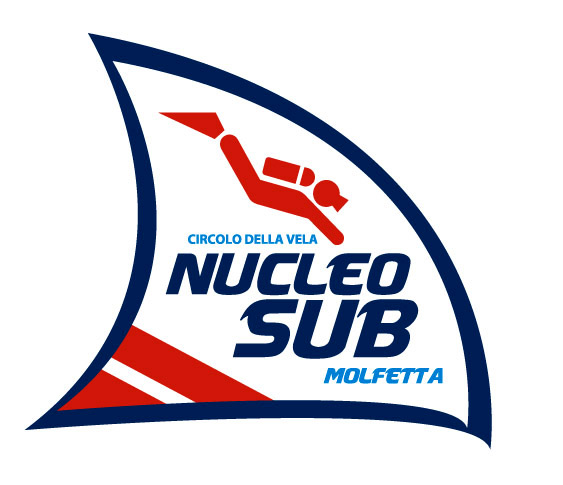 CIRCOLO DELLA VELA
NUCLEO
SUB
MOLFETTA